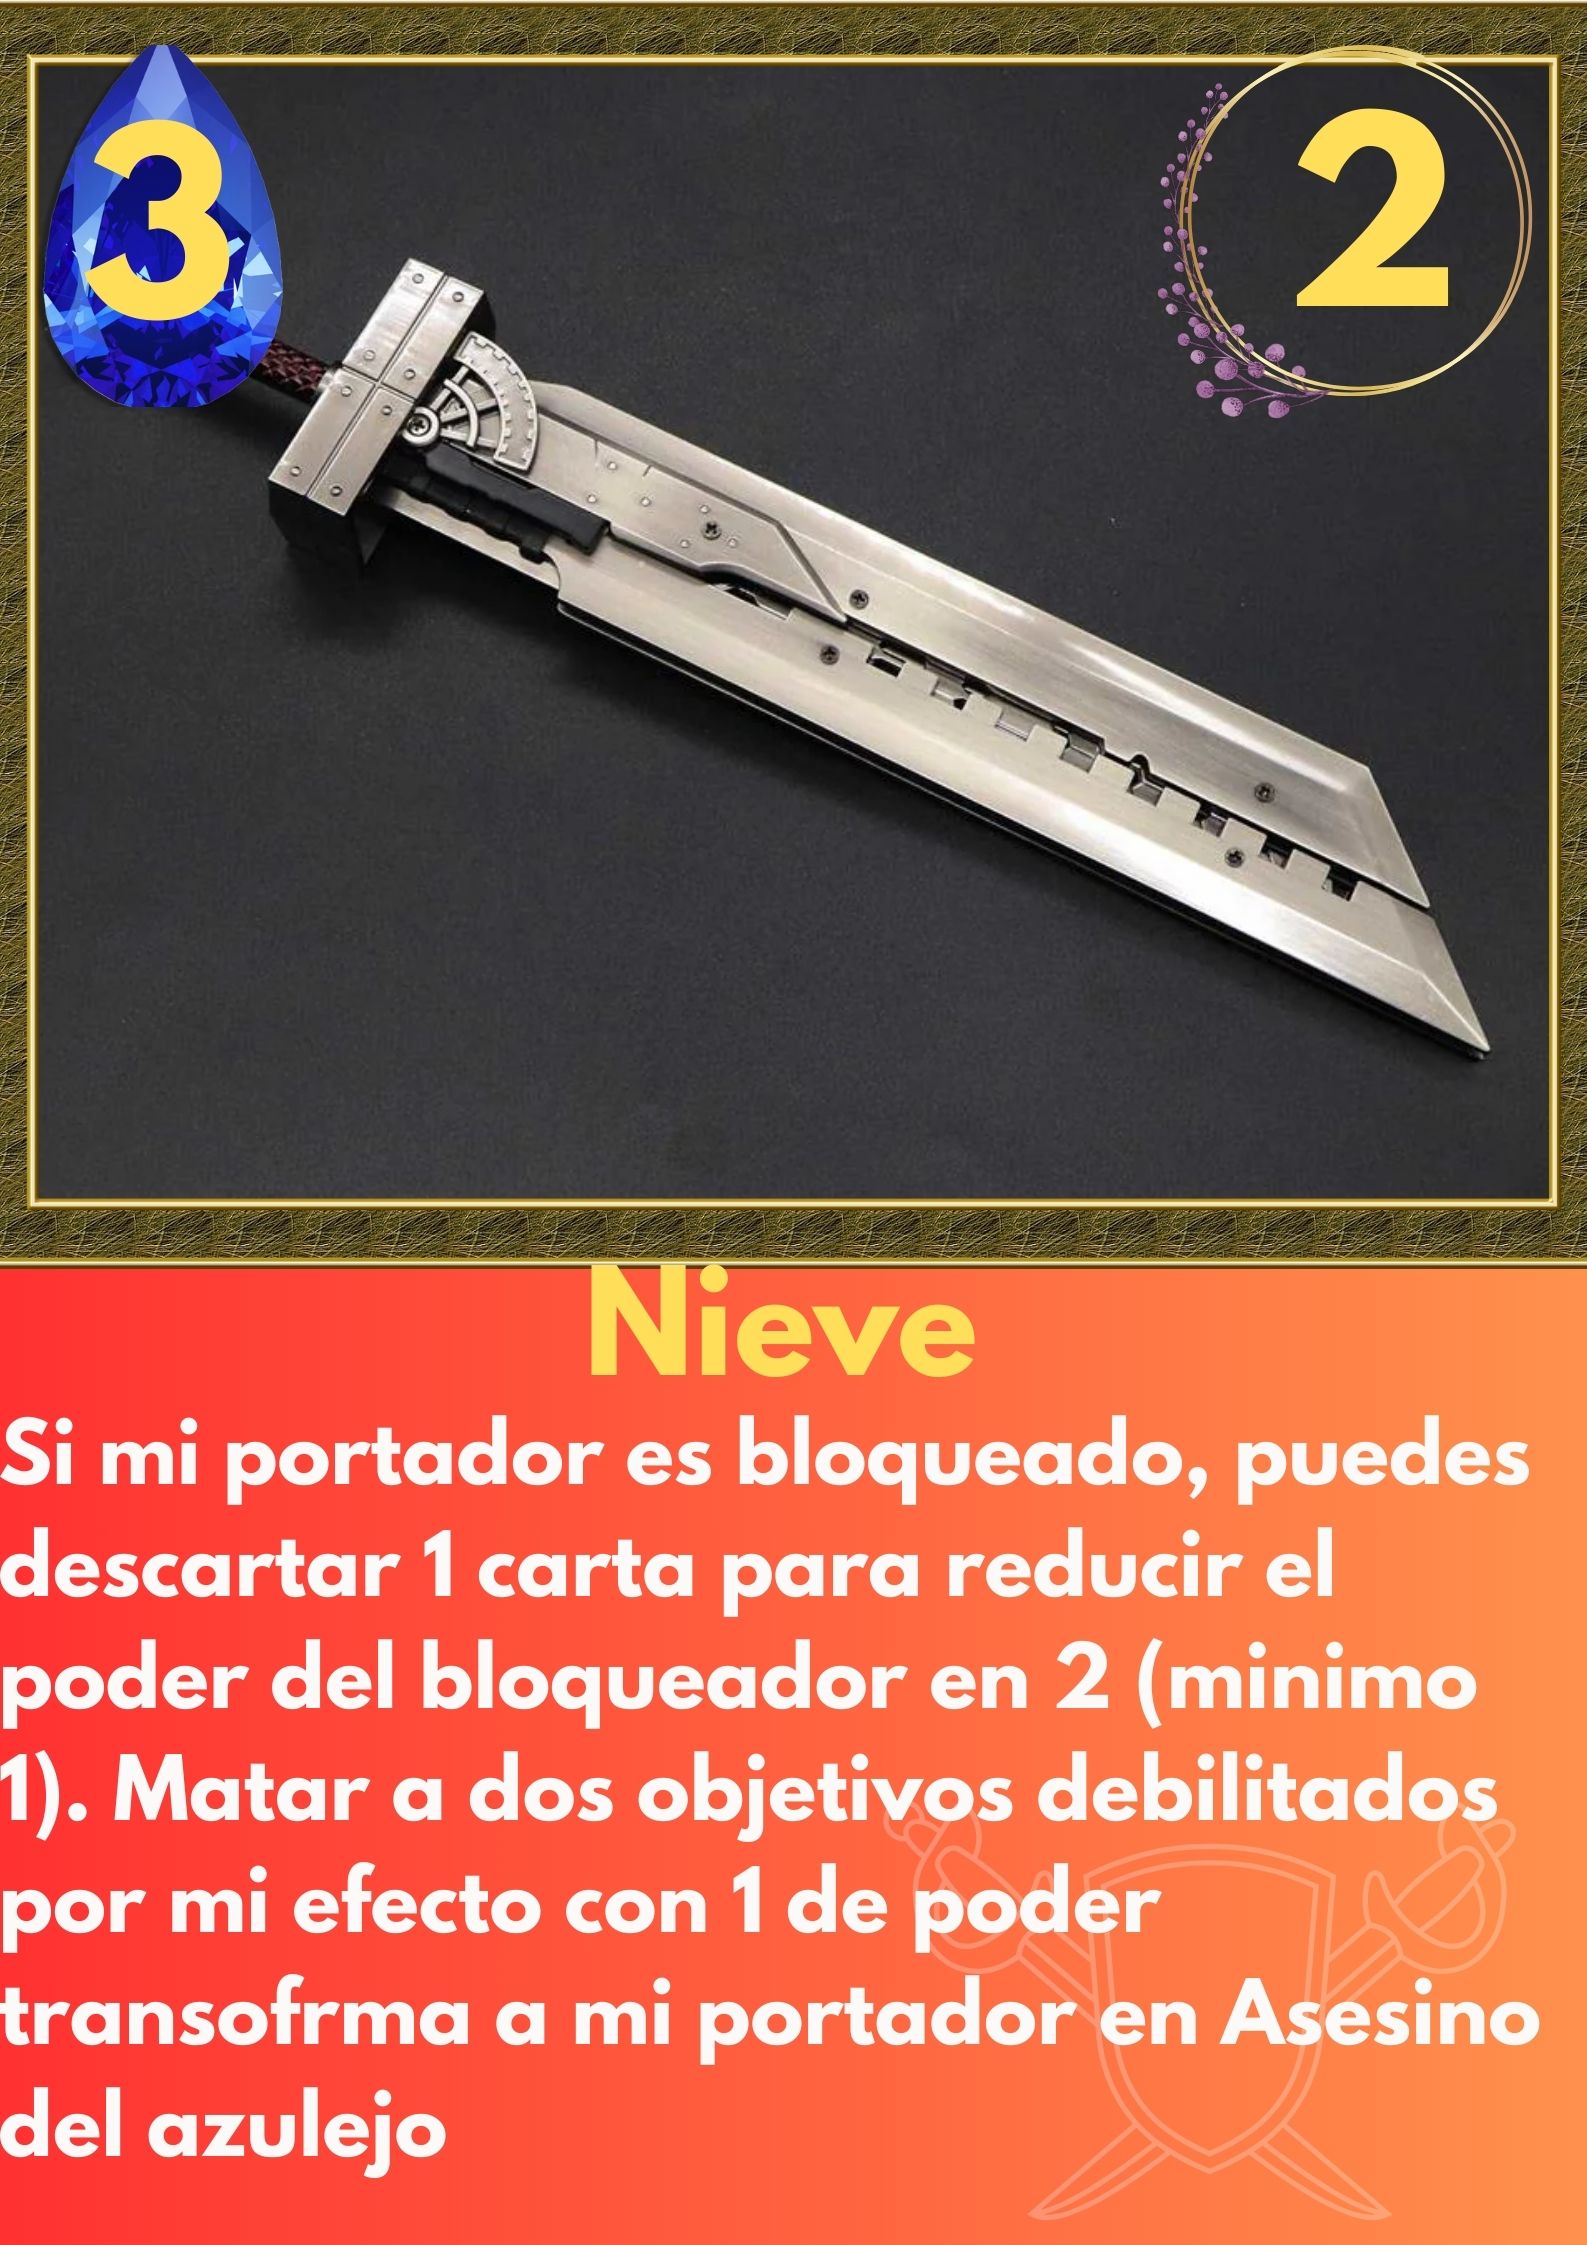 3
2
Nieve
Si mi portador es bloqueado, puedes
descartar 1 carta para reducir el
poder del bloqueador en 2 (minimo
1). Matar a dos objetivos debilitados
por mi efecto con 1 de poder
transofrma a mi portador en Asesino
del azulejo